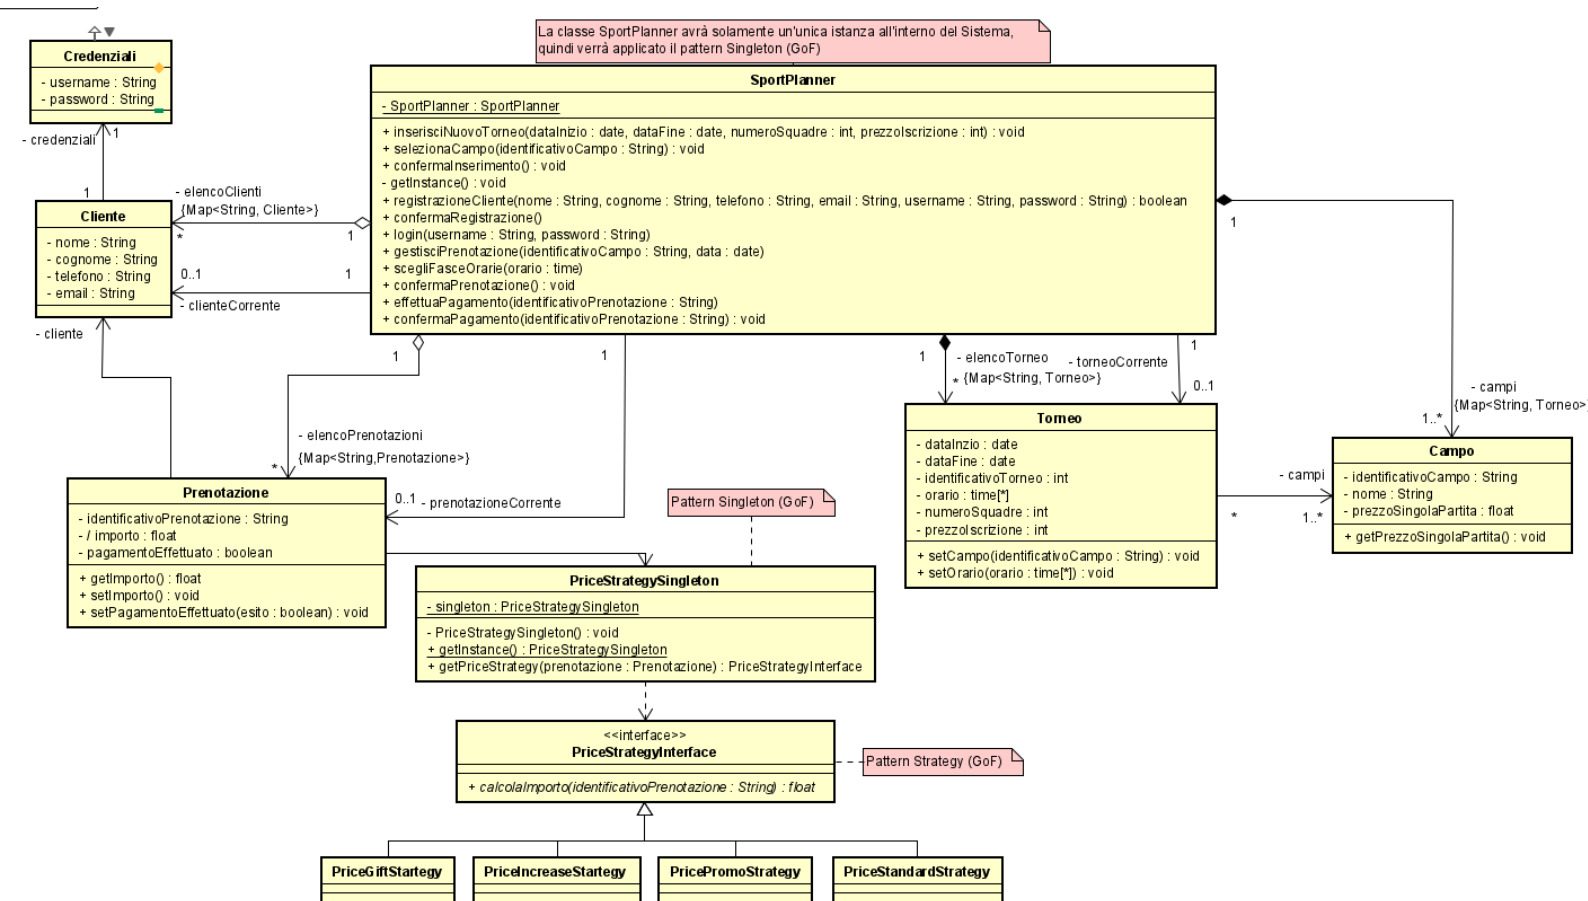 La classe SportPlanner avrà solamente un'unica istanza all'interno del Sistema,
quindi verrà applicato il pattern Singleton (GoF)
Credenziali
- username : String
- password : String
- credenziali
1
1
Cliente
- nome : String
- cognome : String
- telefono : String
- email : String
- elencoClienti
{Map<String, Cliente>}
*
1
0..1
1
- clienteCorrente
- cliente
SportPlanner
- SportPlanner : SportPlanner
+ inserisciNuovoTorneo(dataInizio : date, dataFine : date, numeroSquadre : int, prezzoIscrizione : int) : void
+ selezionaCampo(identificativoCampo : String) : void
+ confermaInserimento() : void
- getInstance() : void
+ registrazioneCliente(nome : String, cognome : String, telefono : String, email : String, username : String, password : String) : boolean
+ confermaRegistrazione()
+ login(username : String, password : String)
+ gestisciPrenotazione(identificativoCampo : String, data : date)
+ scegliFasceOrarie(orario : time)
+ confermaPrenotazione() : void
+ effettuaPagamento(identificativoPrenotazione : String)
+ confermaPagamento(identificativoPrenotazione : String) : void
1
1
1
1
1
- elencoTorneo
{Map<String, Torneo>}
*
- torneoCorrente
0..1
- campi
{Map<String, Torneo>
1..*
- elencoPrenotazioni
{Map<String,Prenotazione>}
*
0..1
- prenotazioneCorrente
Prenotazione
- identificativoPrenotazione : String
- / importo : float
- pagamentoEffettuato : boolean
+ getImporto() : float
+ setImporto() : void
+ setPagamentoEffettuato(esito : boolean) : void
Torneo
- dataInzio : date
- dataFine : date
- identificativoTorneo : int
- orario : time[*]
- numeroSquadre : int
- prezzoIscrizione : int
+ setCampo(identificativoCampo : String) : void
+ setOrario(orario : time[*]) : void
- campi
*
1..*
Campo
- identificativoCampo : String
- nome : String
- prezzoSingolaPartita : float
+ getPrezzoSingolaPartita() : void
Pattern Singleton (GoF)
PriceStrategySingleton
- singleton : PriceStrategySingleton
- PriceStrategySingleton() : void
+ getInstance() : PriceStrategySingleton
+ getPriceStrategy(prenotazione : Prenotazione) : PriceStrategyInterface
<<interface>>
PriceStrategyInterface
+ calcolaImporto(identificativoPrenotazione : String) : float
Pattern Strategy (GoF)
PriceGiftStartegy
PriceIncreaseStartegy
PricePromoStrategy
PriceStandardStrategy